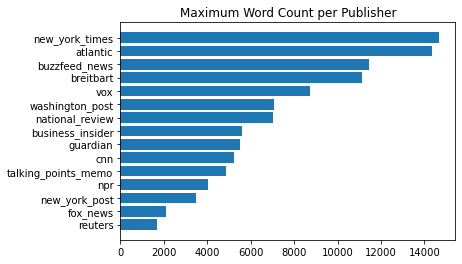 Maximum Word Count per Publisher
new_york_times
atlantic
buzzfeed_news
breitbart
vox
washington_post
national_review
business_insider
guardian
cnn
talking_points_memo
npr
new_york_post
fox_news
reuters
0 2000 4000 6000 8000 10000 12000 14000